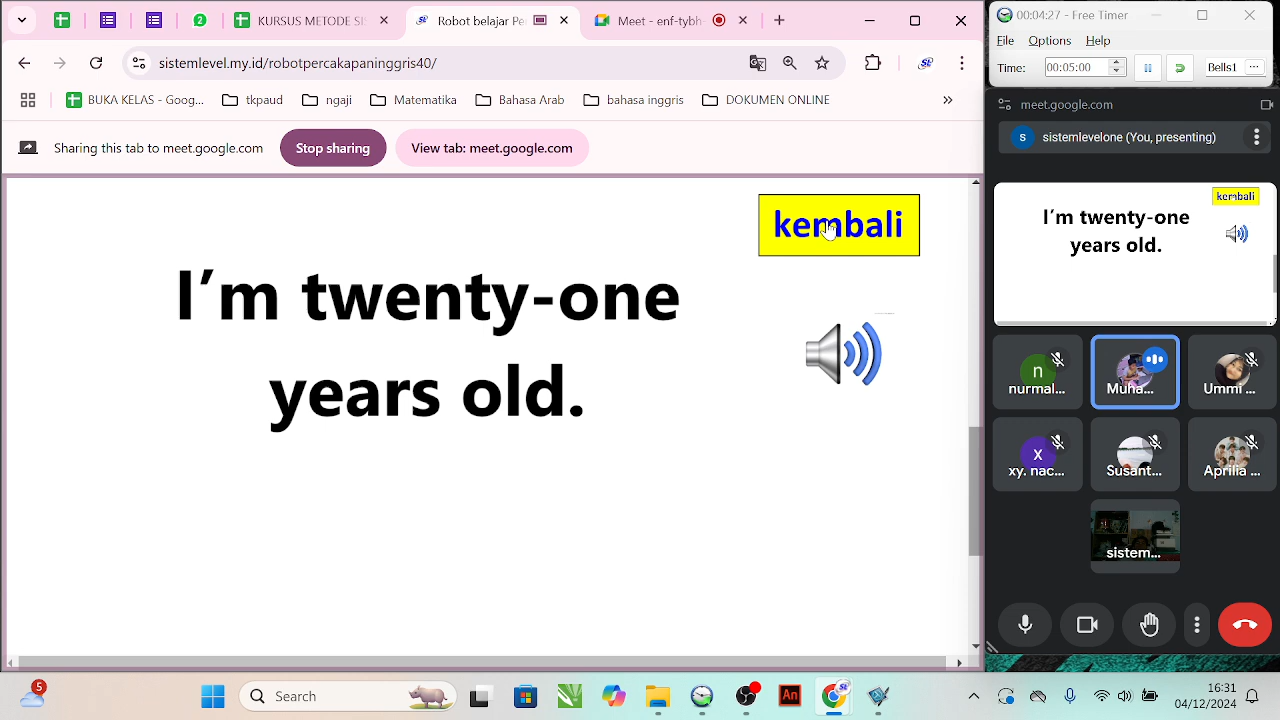 2
KURSUS METODE SIS
Robot belajar Pe
Meet - enf-tybh
00:04:27 - Free Timer
File Options Help
Time: 00:05:00 Bells1 ...
sistemlevel.my.id/robotpercakapaninggris40/
BUKA KELAS - Goog...
tkpaud
ngaji
Matematika
Bahasa Arab
bahasa inggris
DOKUMEN ONLINE
meet.google.com
Sharing this tab to meet.google.com
Stop sharing
View tab: meet.google.com
s sistemlevelone (You, presenting)
kembali
I'm twenty-one
years old.
kembali
I'm twenty-one
years old.
n
nurmal...
Muha...
Ummi ...
x
xy. nac...
Susant...
Aprilia ...
sistem...
5
Search
An
16:31
04/12/2024